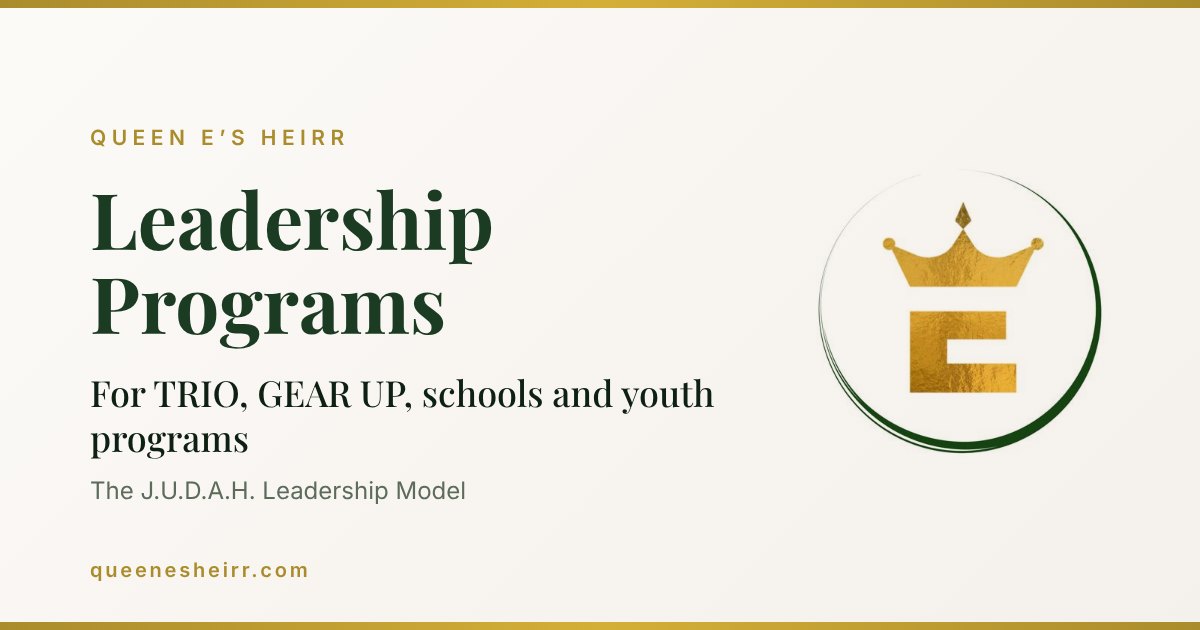 QUEEN E’S HEIRR
Leadership
Programs
For TRIO, GEAR UP, schools and youth
programs
The J.U.D.A.H. Leadership Model
queenesheirr.com
E